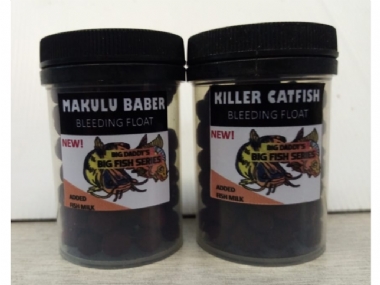 MAKULU BABER
BLEEDING FLOAT
NEW!
BIG DADDY'S
BIG FISH SERIES
ADDED
FISH MILK
KILLER CATFISH
BLEEDING FLOAT
NEW!
BIG DADDY'S
BIG FISH SERIES
ADDED
FISH MILK